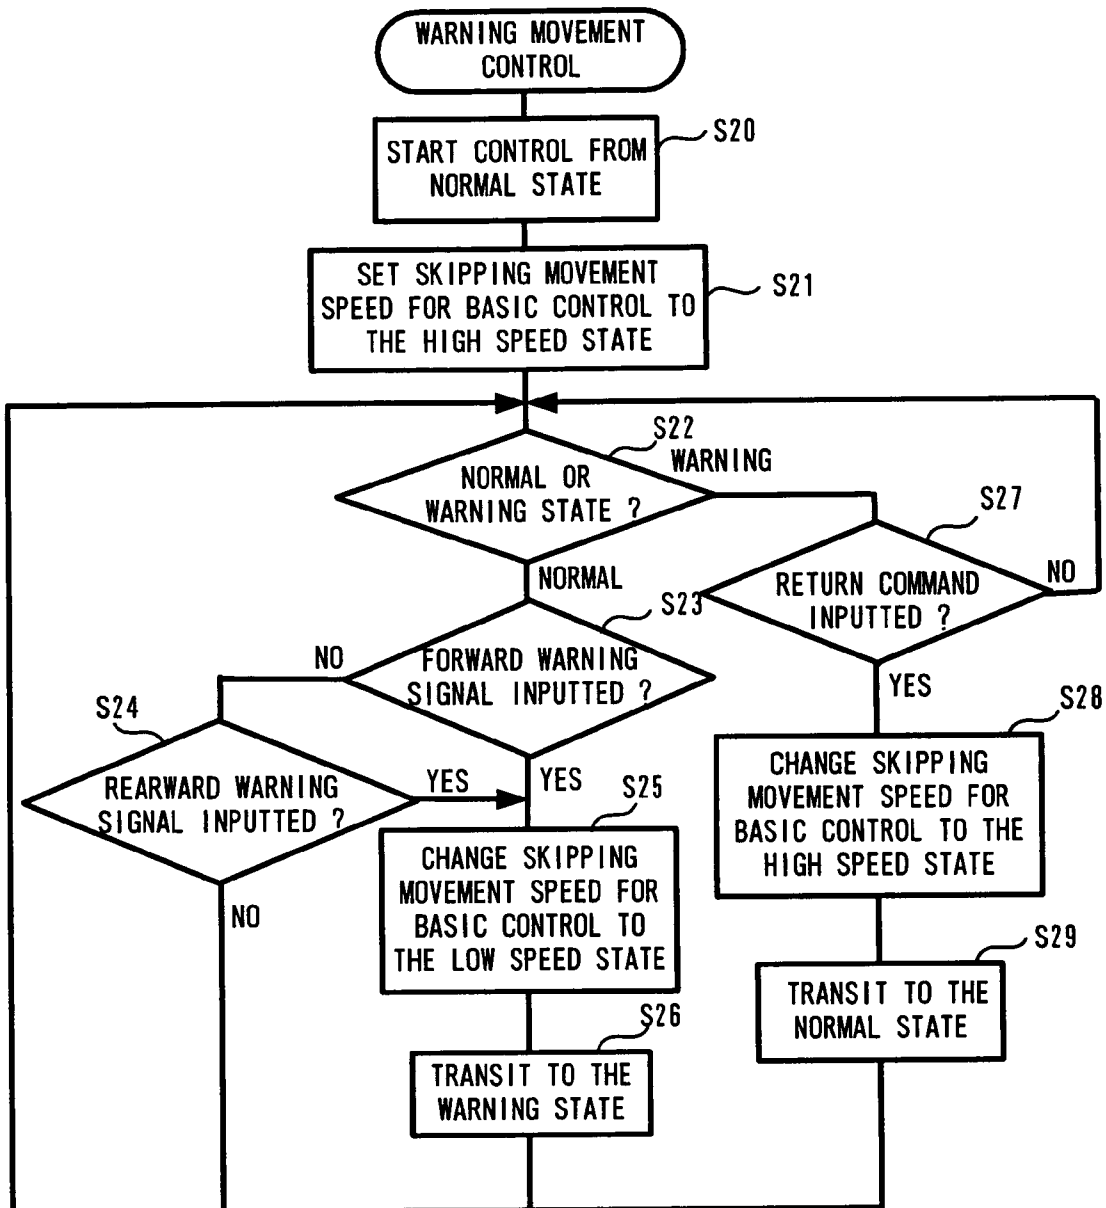 WARNING MOVEMENT
CONTROL
S20
START CONTROL FROM
NORMAL STATE
S21
SET SKIPPING MOVEMENT
SPEED FOR BASIC CONTROL TO
THE HIGH SPEED STATE
S22
WARNING
NORMAL OR
WARNING STATE ?
S27
NORMAL
RETURN COMMAND
INPUTTED ?
NO
S23
NO
FORWARD WARNING
SIGNAL INPUTTED ?
YES
S24
S28
REARWARD WARNING
SIGNAL INPUTTED ?
YES
YES
S25
CHANGE SKIPPING
MOVEMENT SPEED FOR
BASIC CONTROL TO THE
HIGH SPEED STATE
CHANGE SKIPPING
MOVEMENT SPEED FOR
BASIC CONTROL TO
THE LOW SPEED STATE
NO
S29
TRANSIT TO THE
NORMAL STATE
S26
TRANSIT TO THE
WARNING STATE